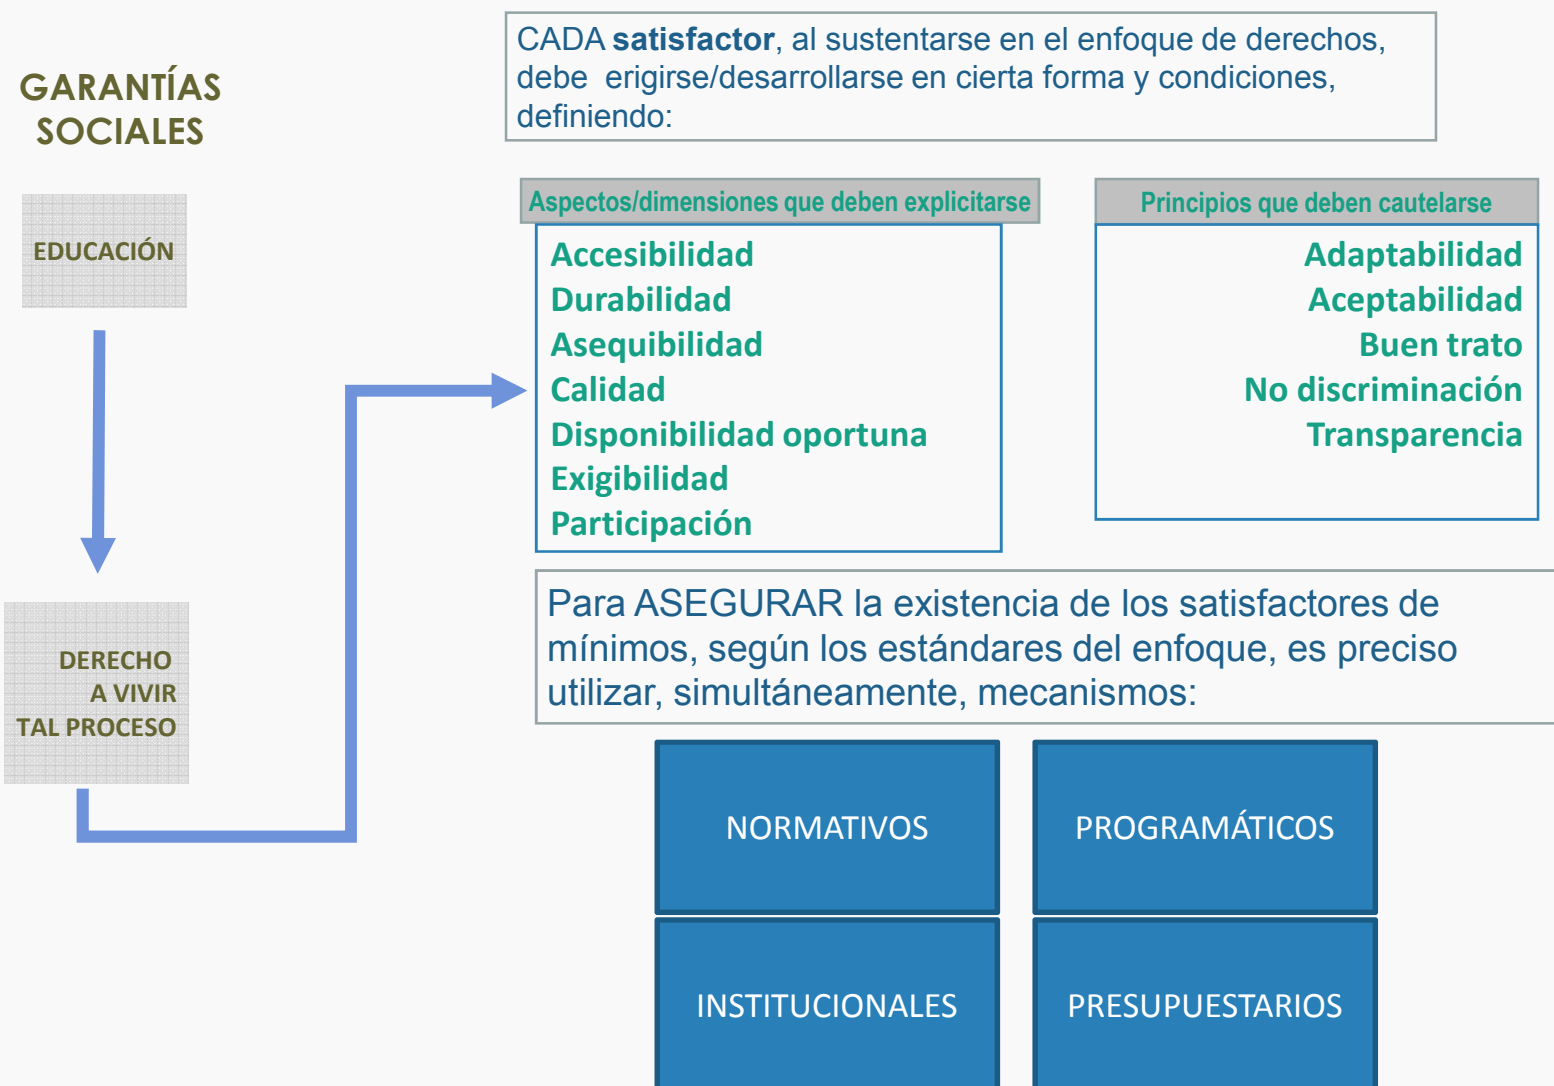 GARANTÍAS
SOCIALES
EDUCACIÓN
DERECHO
A VIVIR
TAL PROCESO
CADA satisfactor, al sustentarse en el enfoque de derechos,
debe erigirse/desarrollarse en cierta forma y condiciones,
definiendo:
Aspectos/dimensiones que deben explicitarse
Accesibilidad
Durabilidad
Asequibilidad
Calidad
Disponibilidad oportuna
Exigibilidad
Participación
Principios que deben cautelarse
Adaptabilidad
Aceptabilidad
Buen trato
No discriminación
Transparencia
Para ASEGURAR la existencia de los satisfactores de
mínimos, según los estándares del enfoque, es preciso
utilizar, simultáneamente, mecanismos:
NORMATIVOS
PROGRAMÁTICOS
INSTITUCIONALES
PRESUPUESTARIOS